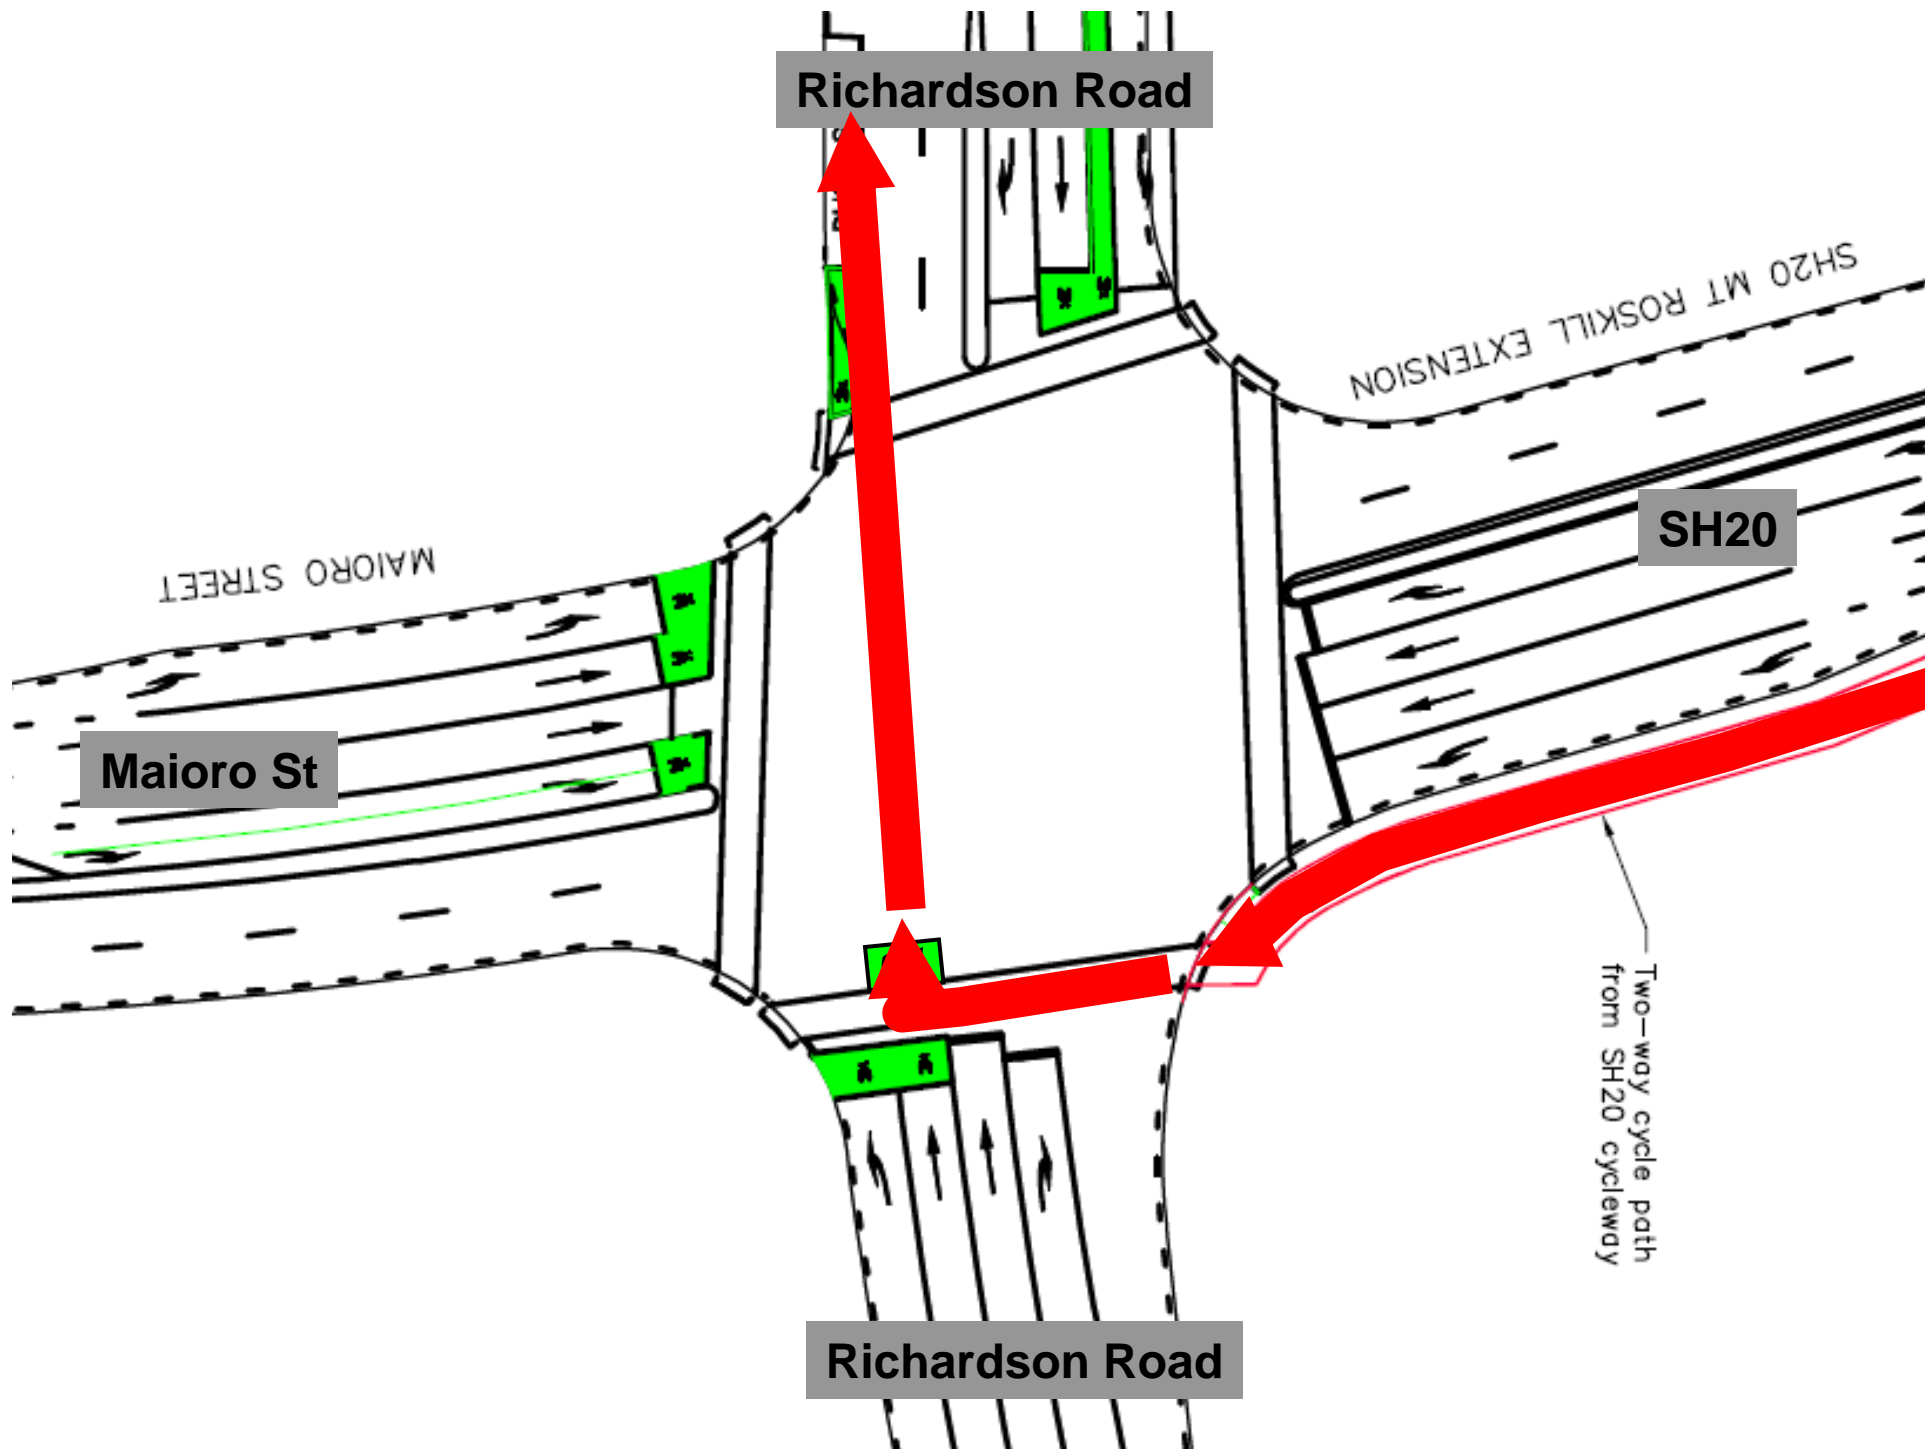 Richardson Road
SH20 MT ROSKILL EXTENSION
SH20
MAIORO STREET
Maioro St
Two-way cycle path
from SH20 cycleway
Richardson Road